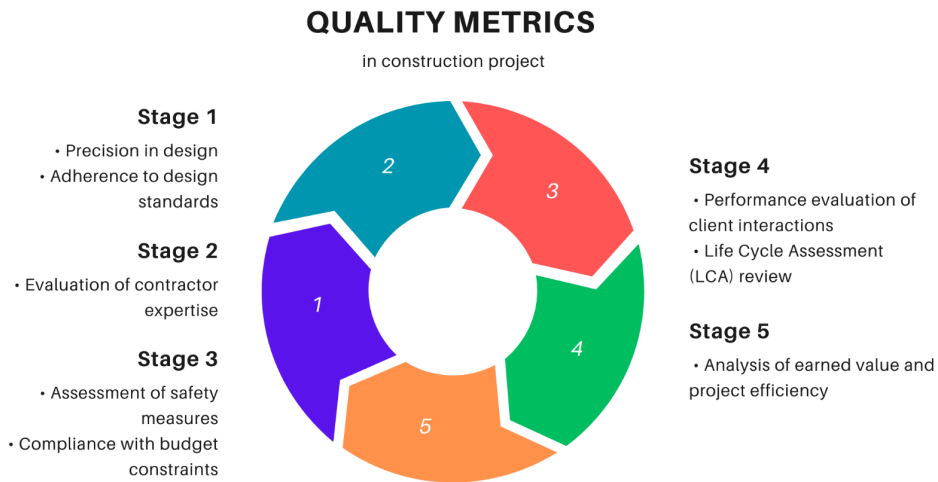 QUALITY METRICS
in construction project
Stage 1
• Precision in design
• Adherence to design
standards
Stage 2
• Evaluation of contractor
expertise
Stage 3
• Assessment of safety
measures
• Compliance with budget
constraints
1
2
3
4
5
Stage 4
• Performance evaluation of
client interactions
• Life Cycle Assessment
(LCA) review
Stage 5
• Analysis of earned value and
project efficiency